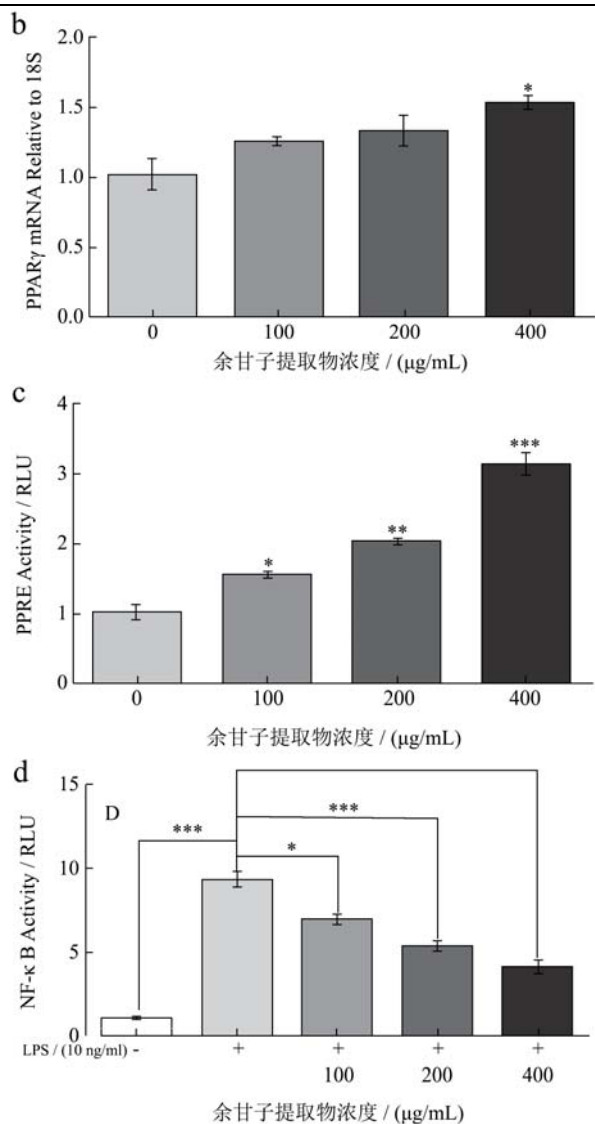 b
PPARγ mRNA Relative to 18S
2.0
1.5
1.0
0.5
0.0
*
0 100 200 400
余甘子提取物浓度 / (μg/mL)
c
PPRE Activity / RLU
4
3
2
1
0
* ** ***
0 100 200 400
余甘子提取物浓度 / (μg/mL)
d
D
NF-κ B Activity / RLU
15
10
5
0
***
***
*
LPS / (10 ng/ml) - + + + +
100 200 400
余甘子提取物浓度 / (μg/mL)